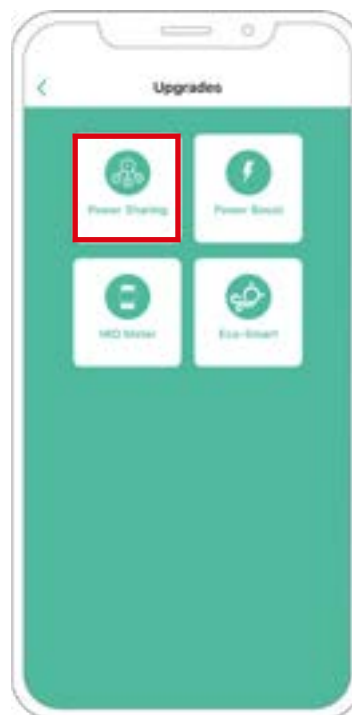 Upgrades
Power Sharing
Power Boost
MID Meter
Eco-Smart